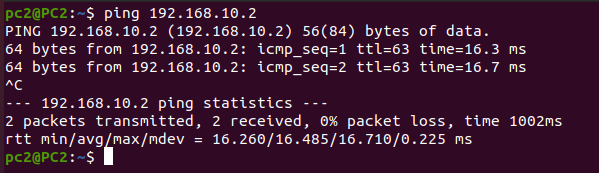 pc2@PC2:~$ ping 192.168.10.2
PING 192.168.10.2 (192.168.10.2) 56(84) bytes of data.
64 bytes from 192.168.10.2: icmp_seq=1 ttl=63 time=16.3 ms
64 bytes from 192.168.10.2: icmp_seq=2 ttl=63 time=16.7 ms
^C
--- 192.168.10.2 ping statistics ---
2 packets transmitted, 2 received, 0% packet loss, time 1002ms
rtt min/avg/max/mdev = 16.260/16.485/16.710/0.225 ms
pc2@PC2:~$